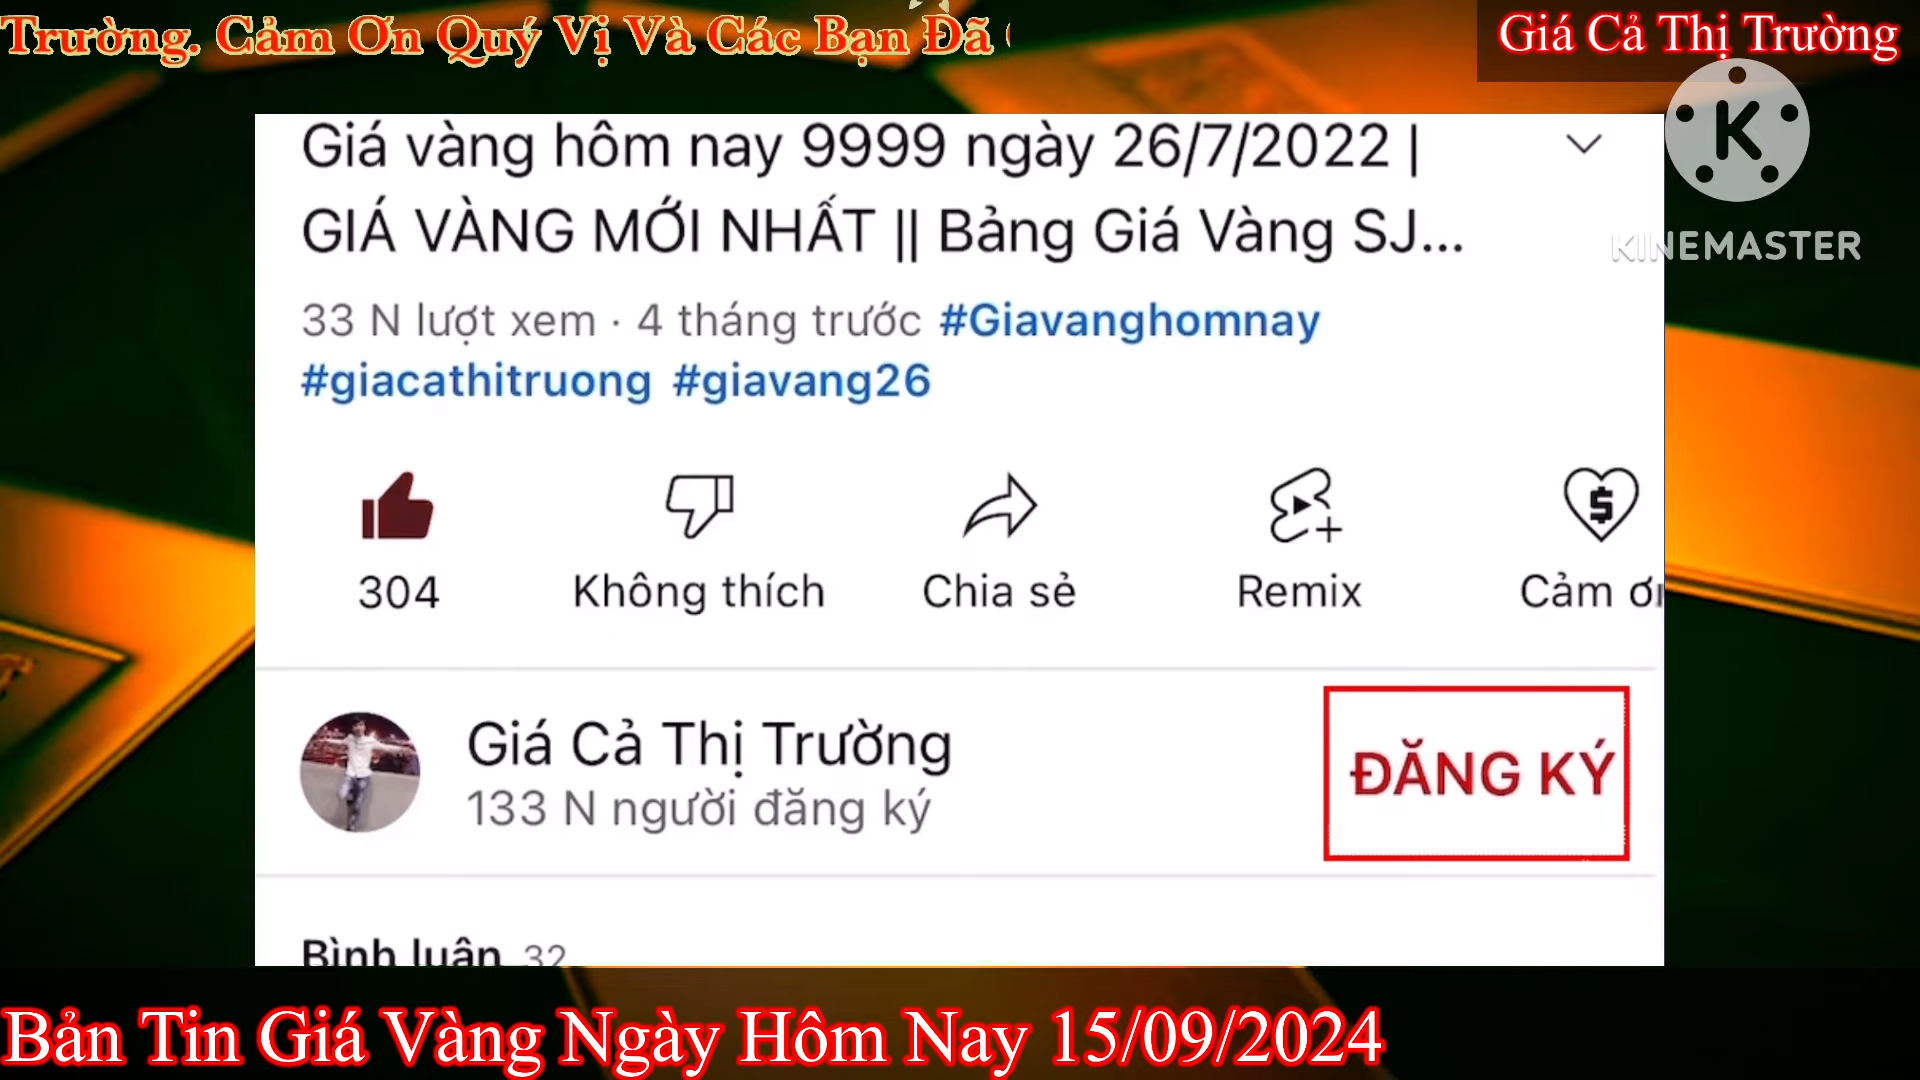 Trường. Cảm Ơn Quý Vị Và Các Bạn Đã
Giá Cả Thị Trường
K
KINEMASTER
Giá vàng hôm nay 9999 ngày 26/7/2022 |
GIÁ VÀNG MỚI NHẤT || Bảng Giá Vàng SJ...
33 N lượt xem · 4 tháng trước #Giavanghomnay
#giacathitruong #giavang26
304 Không thích Chia sẻ Remix Cảm ơn
Giá Cả Thị Trường
133 N người đăng ký
ĐĂNG KÝ
Bình luận 32
Bản Tin Giá Vàng Ngày Hôm Nay 15/09/2024